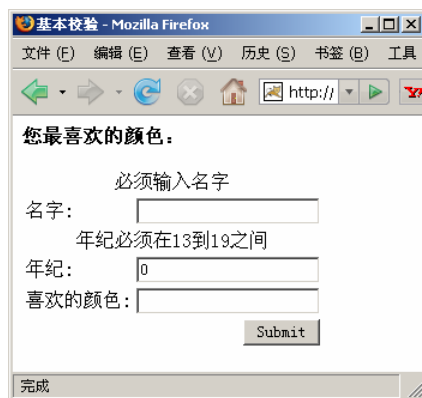 基本校验 - Mozilla Firefox
文件 (F) 编辑 (E) 查看 (V) 历史 (S) 书签 (B) 工具
http://
您最喜欢的颜色：
必须输入名字
名字:
年纪必须在13到19之间
年纪: 0
喜欢的颜色:
Submit
完成